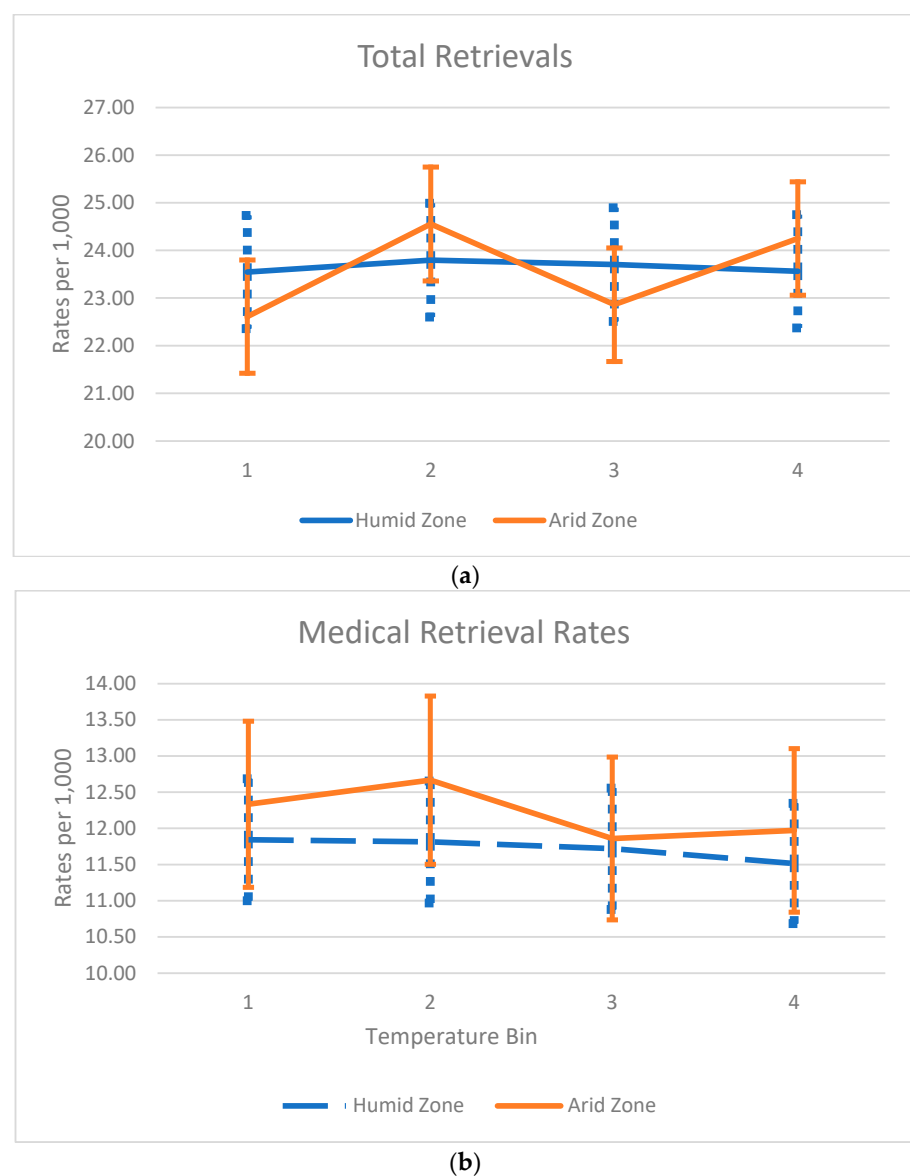 Total Retrievals
27.00
26.00
25.00
24.00
23.00
22.00
21.00
20.00
Rates per 1,000
1 2 3 4
Humid Zone Arid Zone
(a)
Medical Retrieval Rates
14.00
13.50
13.00
12.50
12.00
11.50
11.00
10.50
10.00
Rates per 1,000
1 2 3 4
Temperature Bin
Humid Zone Arid Zone
(b)